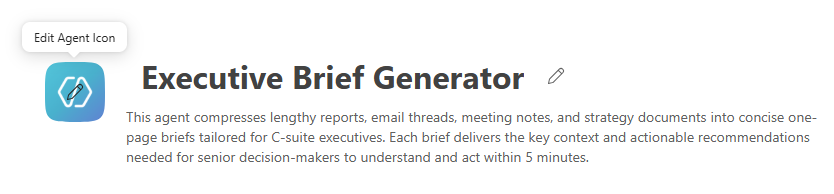 Edit Agent Icon
Executive Brief Generator
This agent compresses lengthy reports, email threads, meeting notes, and strategy documents into concise one-
page briefs tailored for C-suite executives. Each brief delivers the key context and actionable recommendations
needed for senior decision-makers to understand and act within 5 minutes.